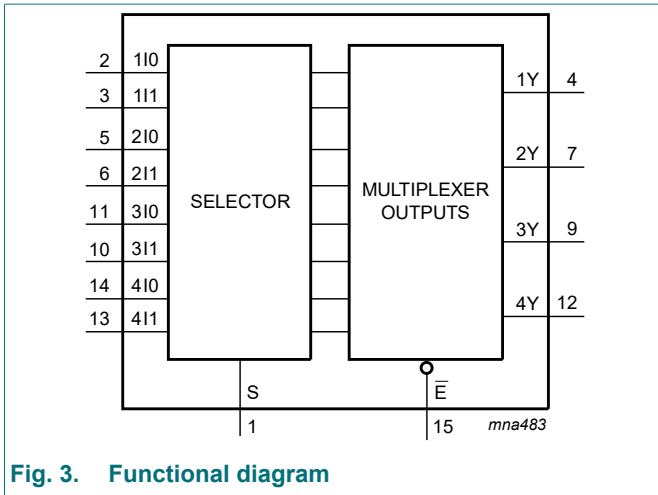 2 1I0
3 1I1
5 2I0
6 2I1
11 3I0
10 3I1
14 4I0
13 4I1
SELECTOR
MULTIPLEXER
OUTPUTS
1Y 4
2Y 7
3Y 9
4Y 12
S
E̅
1
15
mna483
Fig. 3. Functional diagram